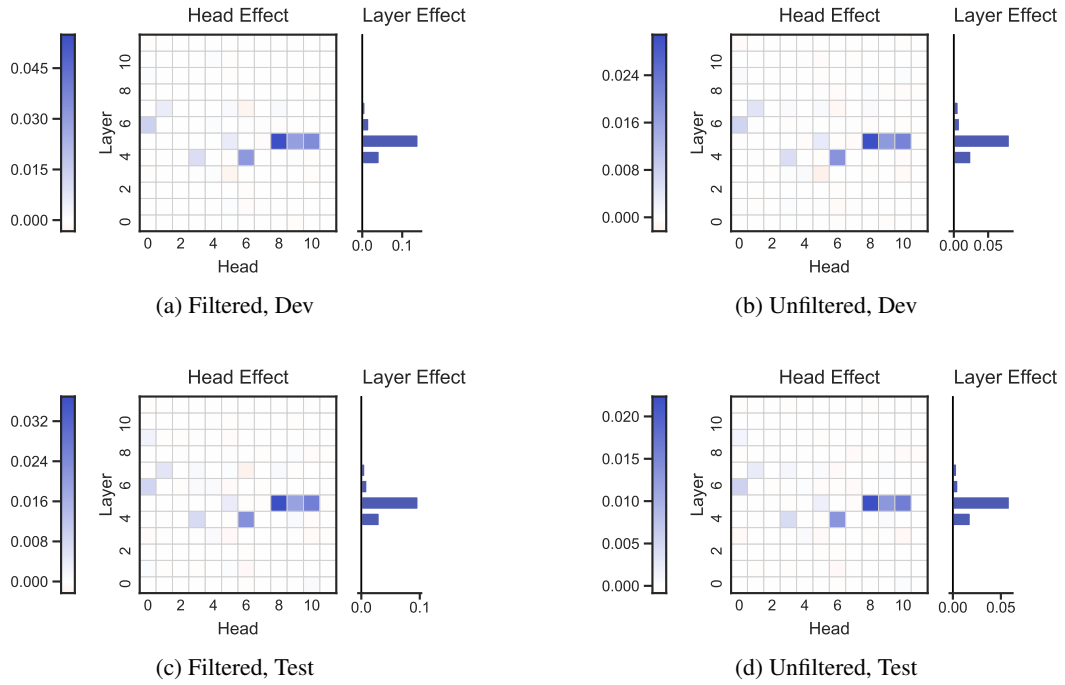 Head Effect
Layer Effect
0.045
0.030
0.015
0.000
Layer
10
8
6
4
2
0
0 2 4 6 8 10
Head
0.0 0.1
(a) Filtered, Dev
Head Effect
Layer Effect
0.024
0.016
0.008
0.000
Layer
10
8
6
4
2
0
0 2 4 6 8 10
Head
0.00 0.05
(b) Unfiltered, Dev
Head Effect
Layer Effect
0.032
0.024
0.016
0.008
0.000
Layer
10
8
6
4
2
0
0 2 4 6 8 10
Head
0.0 0.1
(c) Filtered, Test
Head Effect
Layer Effect
0.020
0.015
0.010
0.005
0.000
Layer
10
8
6
4
2
0
0 2 4 6 8 10
Head
0.00 0.05
(d) Unfiltered, Test